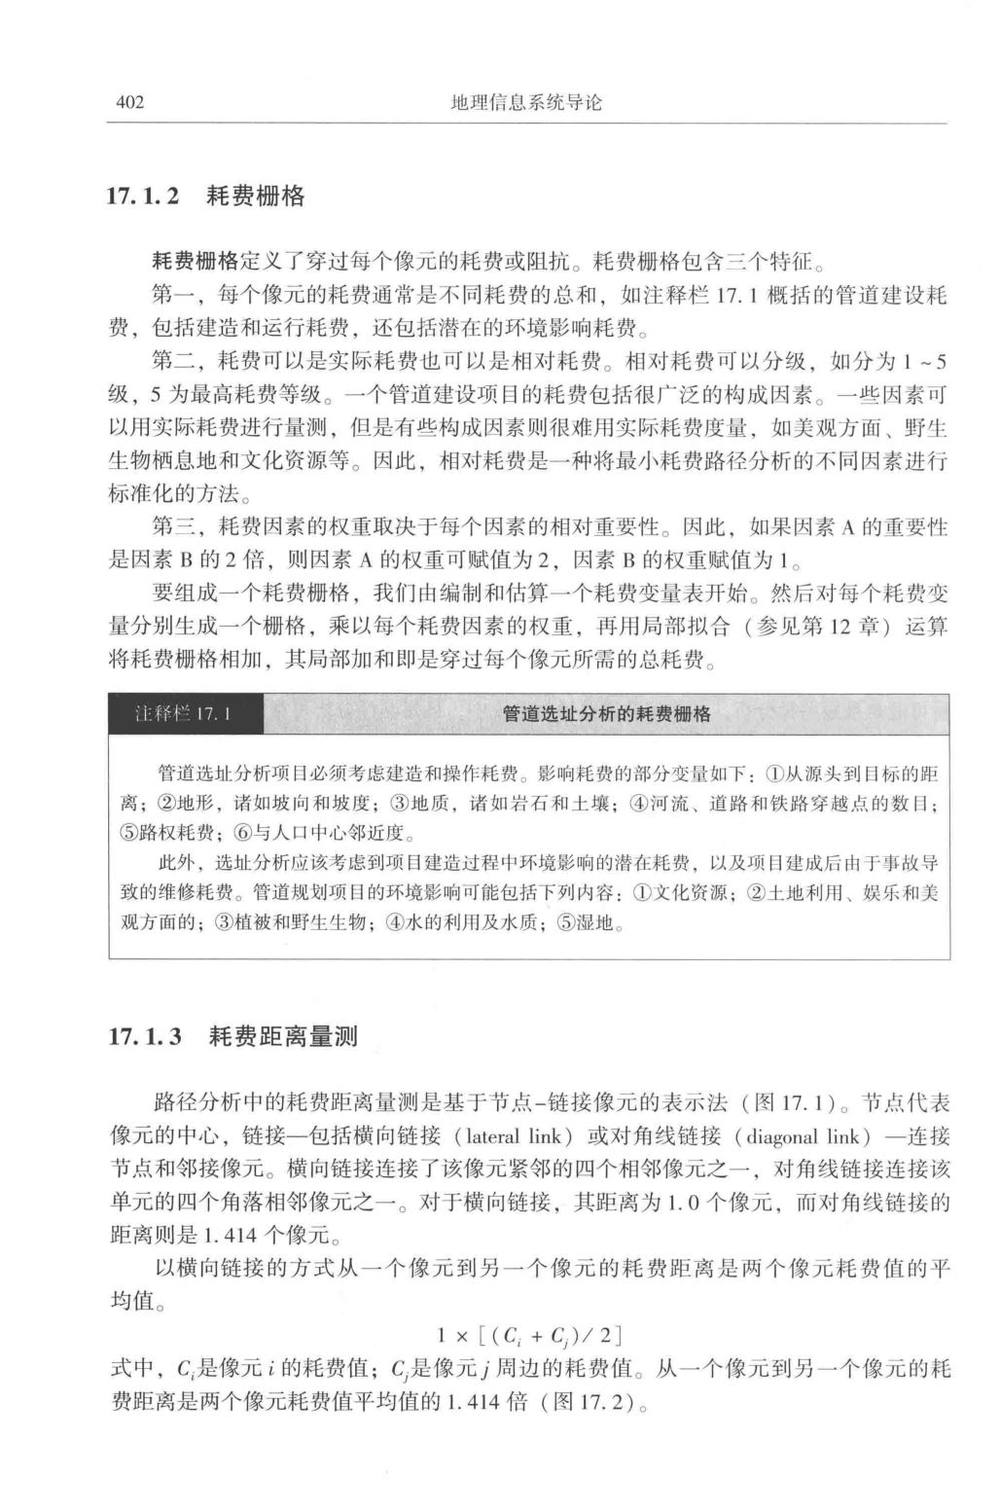 402
地理信息系统导论
17.1.2 耗费栅格
耗费栅格定义了穿过每个像元的耗费或阻抗。耗费栅格包含三个特征。
第一，每个像元的耗费通常是不同耗费的总和，如注释栏 17.1 概括的管道建设耗
费，包括建造和运行耗费，还包括潜在的环境影响耗费。
第二，耗费可以是实际耗费也可以是相对耗费。相对耗费可以分级，如分为 1 ~ 5
级，5 为最高耗费等级。一个管道建设项目的耗费包括很广泛的构成因素。一些因素可
以用实际耗费进行量测，但是有些构成因素则很难用实际耗费度量，如美观方面、野生
生物栖息地和文化资源等。因此，相对耗费是一种将最小耗费路径分析的不同因素进行
标准化的方法。
第三，耗费因素的权重取决于每个因素的相对重要性。因此，如果因素 A 的重要性
是因素 B 的 2 倍，则因素 A 的权重可赋值为 2，因素 B 的权重赋值为 1。
要组成一个耗费栅格，我们由编制和估算一个耗费变量表开始。然后对每个耗费变
量分别生成一个栅格，乘以每个耗费因素的权重，再用局部拟合（参见第 12 章）运算
将耗费栅格相加，其局部加和即是穿过每个像元所需的总耗费。
注释栏 17.1
管道选址分析的耗费栅格
管道选址分析项目必须考虑建造和操作耗费。影响耗费的部分变量如下：①从源头到目标的距
离；②地形，诸如坡向和坡度；③地质，诸如岩石和土壤；④河流、道路和铁路穿越点的数目；
⑤路权耗费；⑥与人口中心邻近度。
此外，选址分析应该考虑到项目建造过程中环境影响的潜在耗费，以及项目建成后由于事故导
致的维修耗费。管道规划项目的环境影响可能包括下列内容：①文化资源；②土地利用、娱乐和美
观方面的；③植被和野生生物；④水的利用及水质；⑤湿地。
17.1.3 耗费距离量测
路径分析中的耗费距离量测是基于节点–链接像元的表示法（图 17.1）。节点代表
像元的中心，链接—包括横向链接（lateral link）或对角线链接（diagonal link）—连接
节点和邻接像元。横向链接连接了该像元紧邻的四个相邻像元之一，对角线链接连接该
单元的四个角落相邻像元之一。对于横向链接，其距离为 1.0 个像元，而对角线链接的
距离则是 1.414 个像元。
以横向链接的方式从一个像元到另一个像元的耗费距离是两个像元耗费值的平
均值。
1 × [(Cᵢ + Cⱼ)/ 2]
式中，Cᵢ是像元 i 的耗费值；Cⱼ是像元 j 周边的耗费值。从一个像元到另一个像元的耗
费距离是两个像元耗费值平均值的 1.414 倍（图 17.2）。